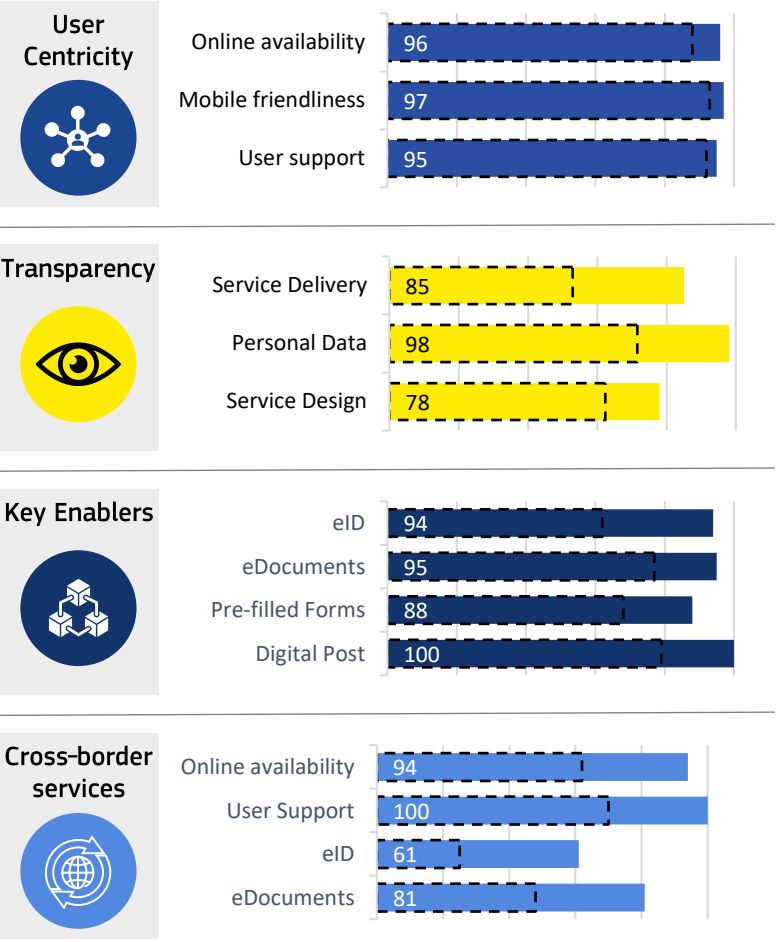 User
Centricity
Online availability 96
Mobile friendliness 97
User support 95
Transparency
Service Delivery 85
Personal Data 98
Service Design 78
Key Enablers
eID 94
eDocuments 95
Pre-filled Forms 88
Digital Post 100
Cross-border
services
Online availability 94
User Support 100
eID 61
eDocuments 81